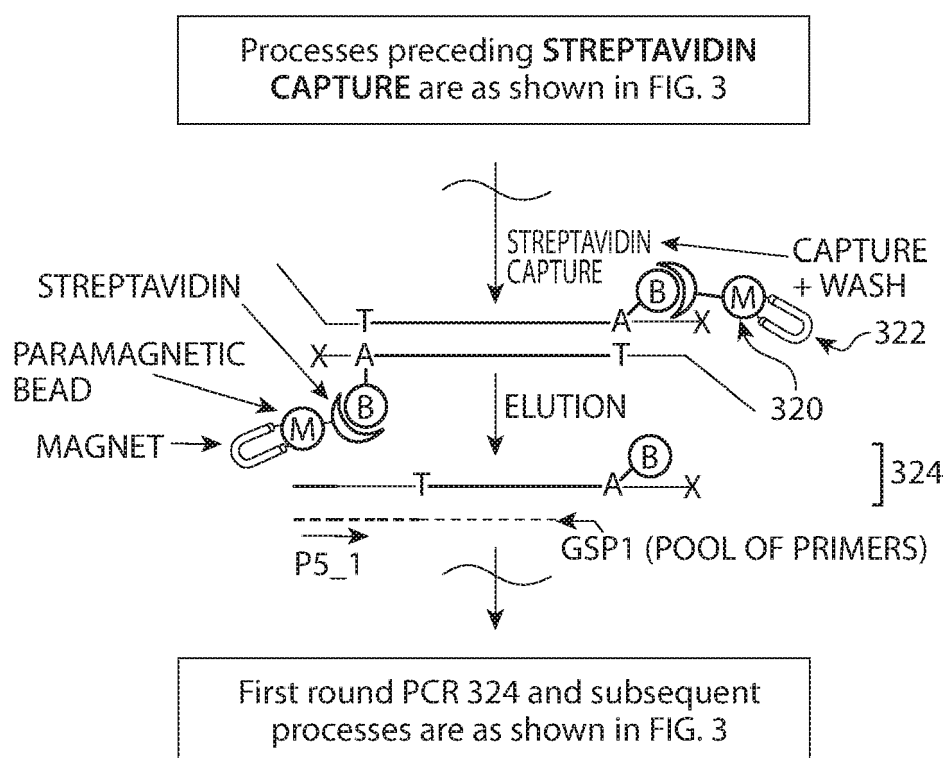 Processes preceding STREPTAVIDIN
CAPTURE are as shown in FIG. 3
STREPTAVIDIN
CAPTURE
CAPTURE
+ WASH
STREPTAVIDIN
B
M
322
T
A
X
PARAMAGNETIC
BEAD
X
A
T
320
B
M
MAGNET
ELUTION
B
T
A
X
324
GSP1 (POOL OF PRIMERS)
P5_1
First round PCR 324 and subsequent
processes are as shown in FIG. 3